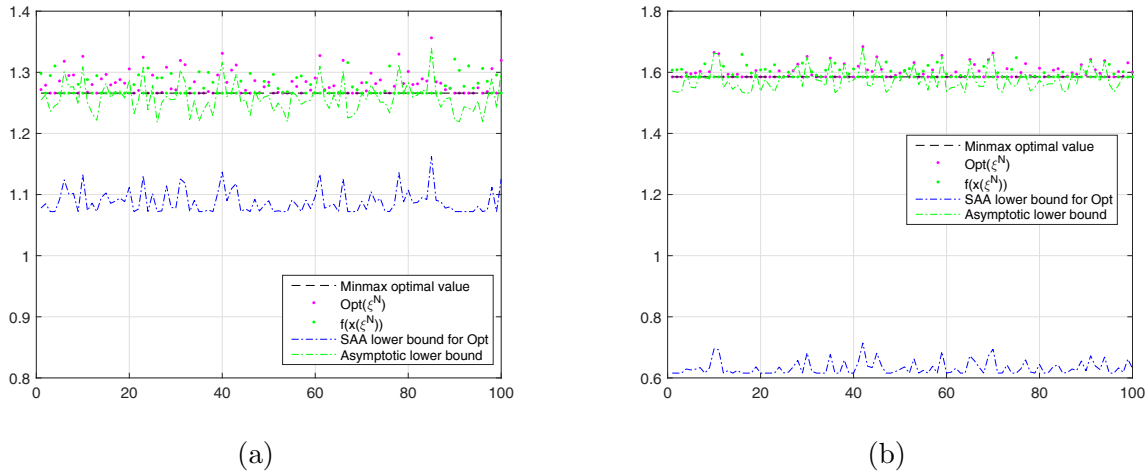 1.4
1.3
1.2
1.1
1
0.9
0.8
0
20
40
60
80
100
Minmax optimal value
Opt(ξ^N)
f(x(ξ^N))
SAA lower bound for Opt
Asymptotic lower bound
(a)
1.8
1.6
1.4
1.2
1
0.8
0.6
0
20
40
60
80
100
Minmax optimal value
Opt(ξ^N)
f(x(ξ^N))
SAA lower bound for Opt
Asymptotic lower bound
(b)